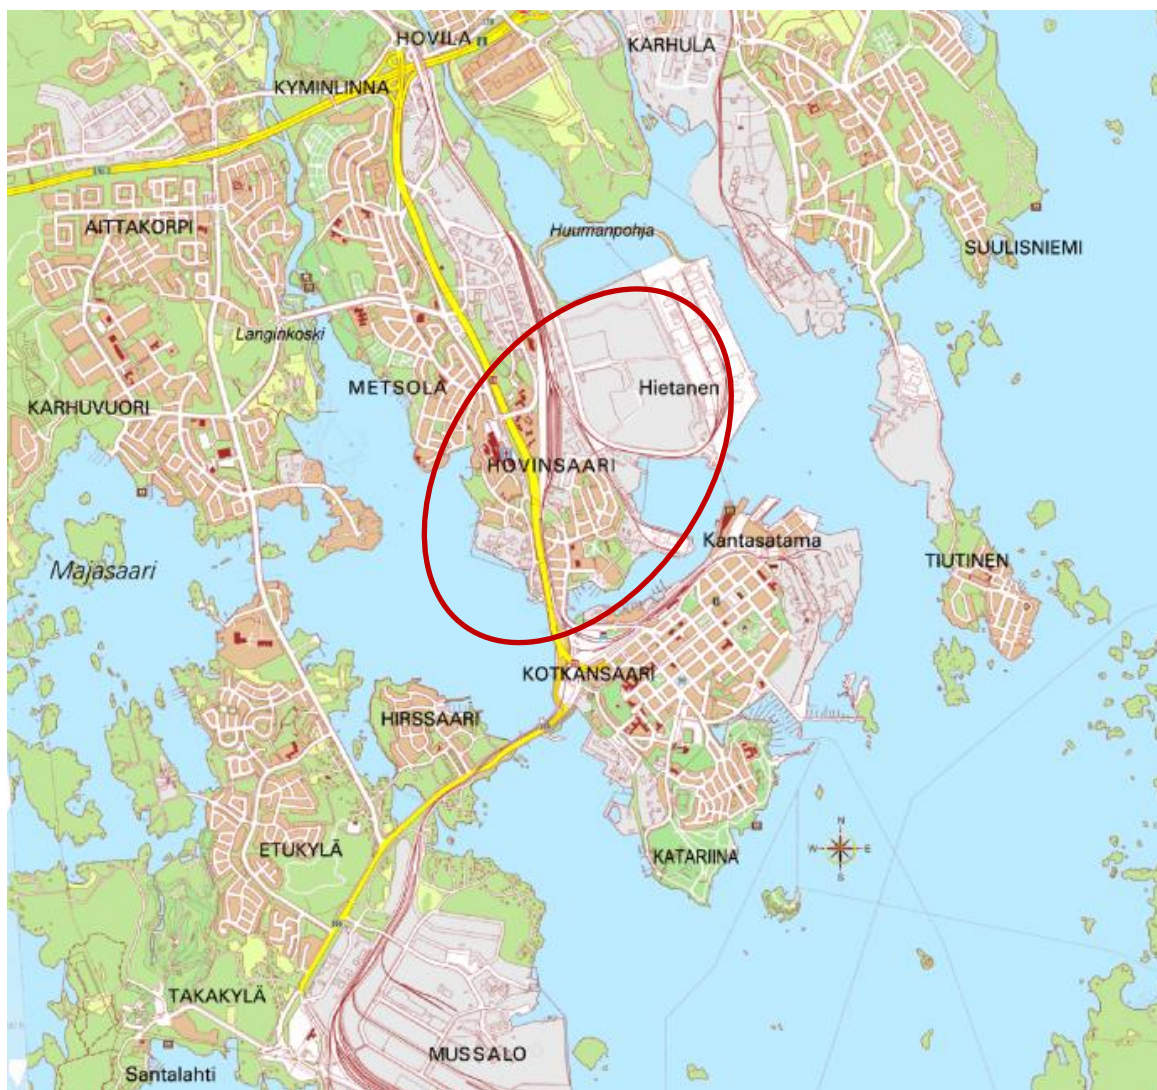 HOVILA
KARHULA
KYMINLINNA
AITTAKORPI
Huumanpohja
SUULISNIEMI
Langinkoski
METSOLA
Hietanen
KARHUVUORI
HOVINSAARI
Kantasatama
TIUTINEN
Majasaari
KOTKANSAARI
HIRSSAARI
N
W E
S
ETUKYLÄ
KATARIINA
TAKAKYLÄ
MUSSALO
Santalahti